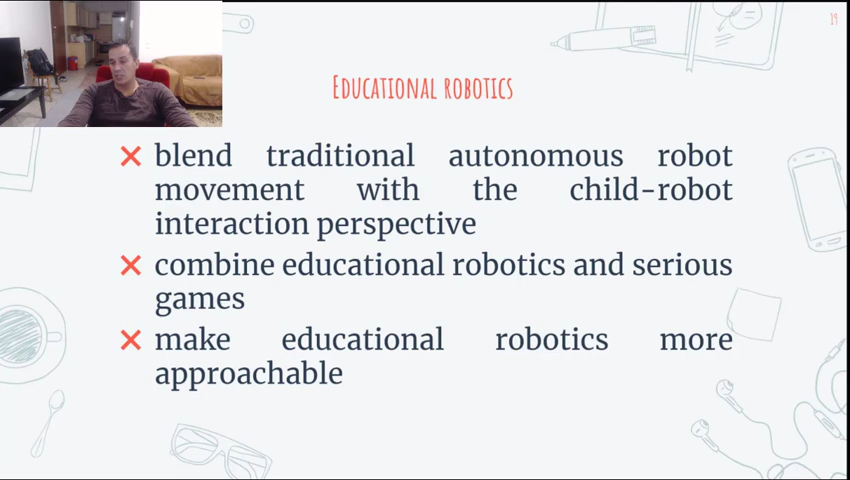 19
Educational robotics
blend traditional autonomous robot
movement with the child-robot
interaction perspective
combine educational robotics and serious
games
make educational robotics more
approachable